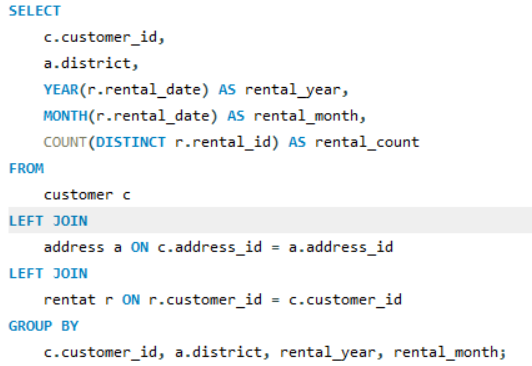 SELECT
c.customer_id,
a.district,
YEAR(r.rental_date) AS rental_year,
MONTH(r.rental_date) AS rental_month,
COUNT(DISTINCT r.rental_id) AS rental_count
FROM
customer c
LEFT JOIN
address a ON c.address_id = a.address_id
LEFT JOIN
rentat r ON r.customer_id = c.customer_id
GROUP BY
c.customer_id, a.district, rental_year, rental_month;